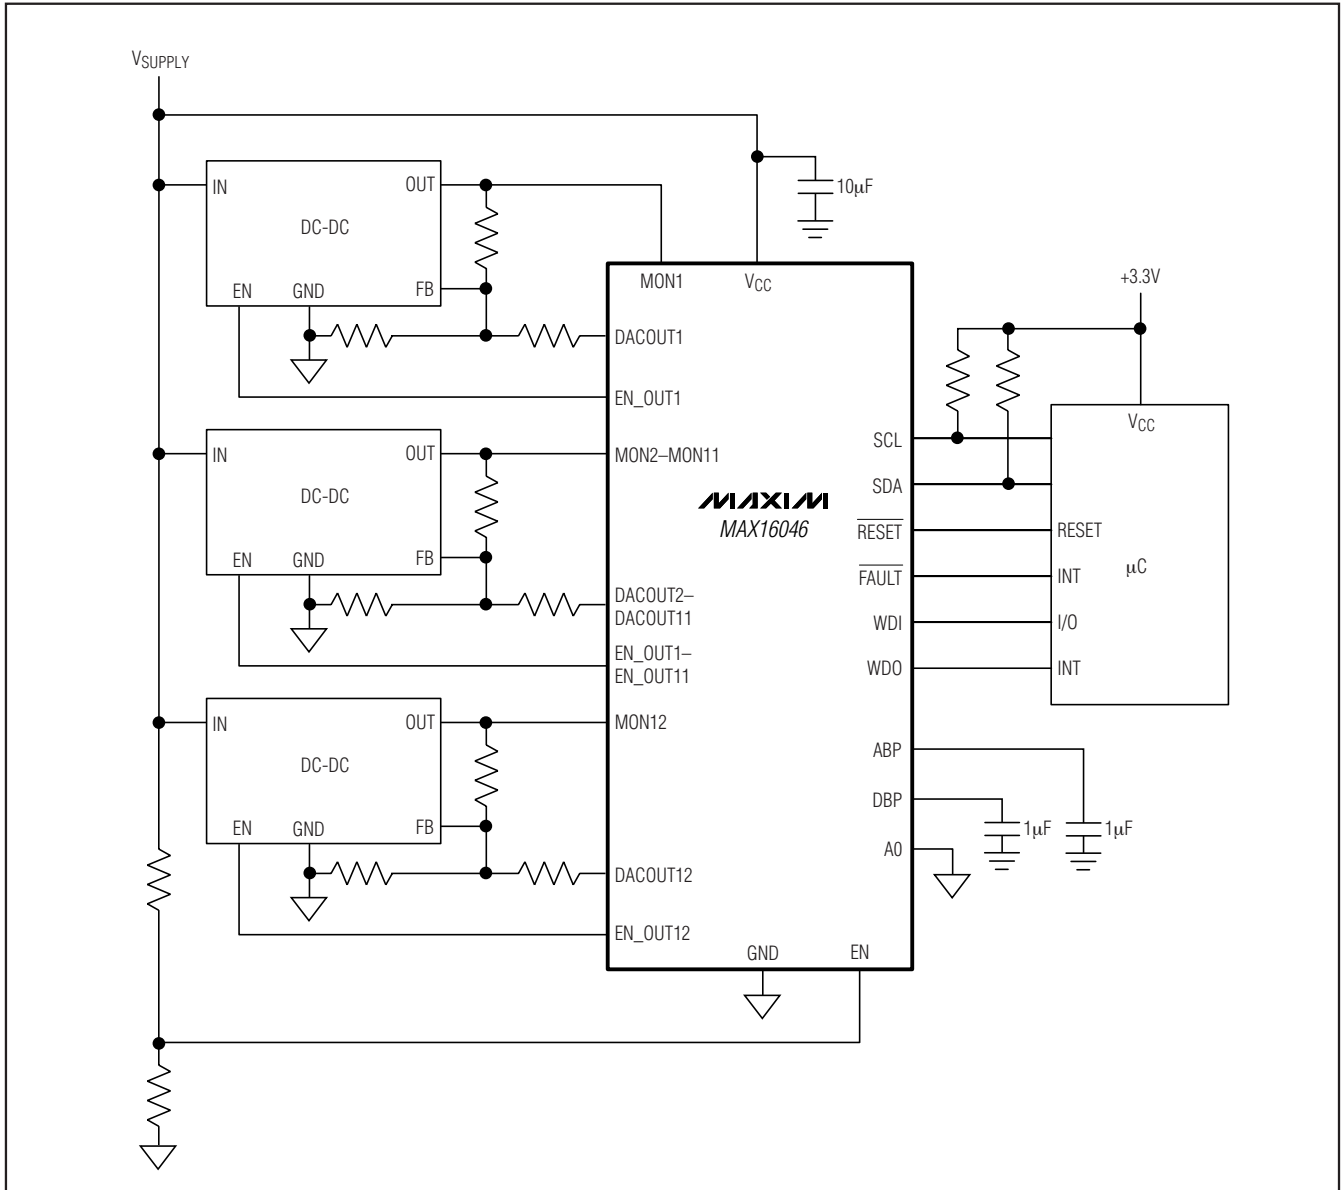 VSUPPLY
IN
OUT
DC-DC
EN
GND
FB
10µF
MON1
VCC
DACOUT1
EN_OUT1
+3.3V
IN
OUT
DC-DC
EN
GND
FB
MON2–MON11
DACOUT2–
DACOUT11
EN_OUT1–
EN_OUT11
MAXIM
MAX16046
SCL
SDA
RESET
FAULT
WDI
WDO
VCC
RESET
INT
µC
I/O
INT
IN
OUT
DC-DC
EN
GND
FB
MON12
DACOUT12
EN_OUT12
ABP
DBP
A0
1µF
1µF
GND
EN